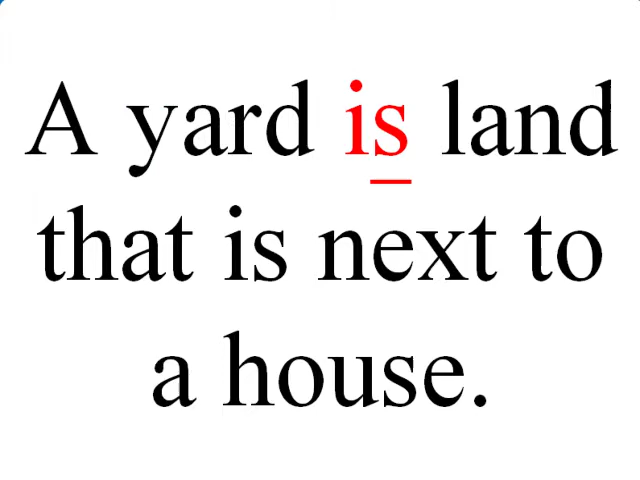 A yard is land
that is next to
a house.